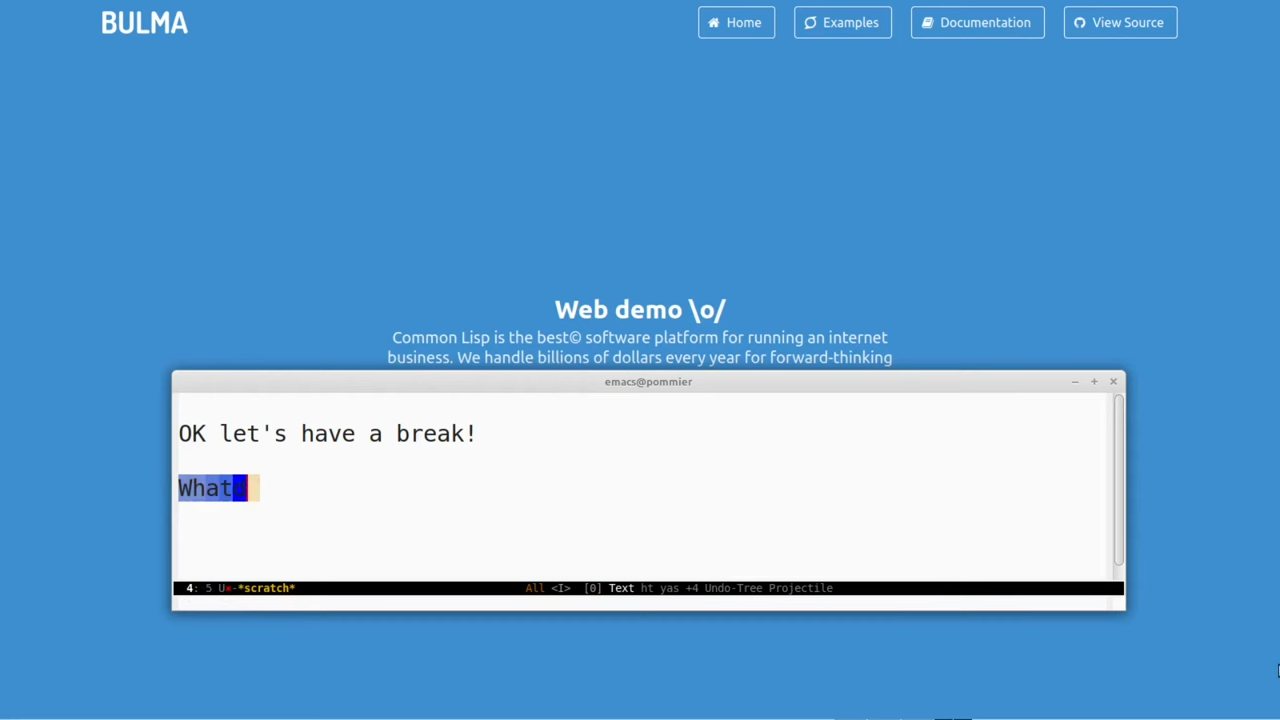 BULMA
Home
Examples
Documentation
View Source
Web demo \o/
Common Lisp is the best© software platform for running an internet
business. We handle billions of dollars every year for forward-thinking
emacs@pommier
OK let's have a break!
What
4: 5 U*-*scratch*
All <I> [0] Text ht yas +4 Undo-Tree Projectile